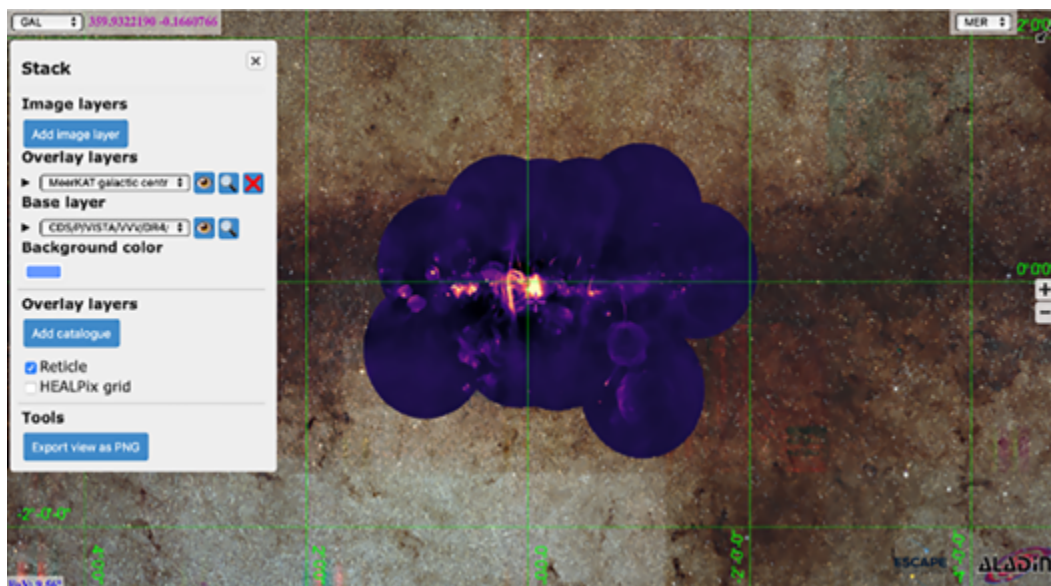 GAL
359.9322190 -0.1660766
MER
Stack
Image layers
Add image layer
Overlay layers
MeerKAT galactic centr
Base layer
CDS/P/VISTA/VVV/DR4/
Background color
Overlay layers
Add catalogue
Reticle
HEALPix grid
Tools
Export view as PNG
ESCAPE
ALADIN